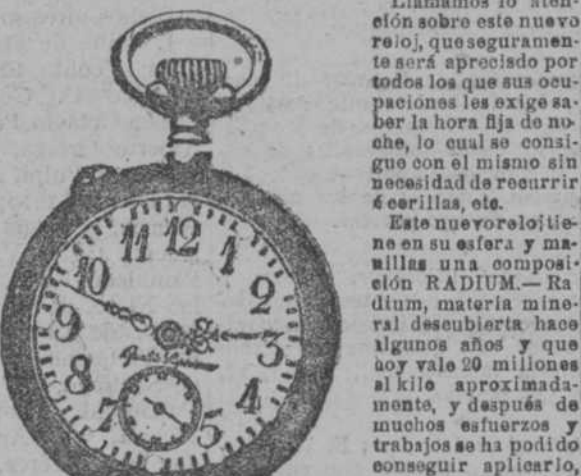 Llamamos lo aten-
ción sobre este nuevo
reloj, que seguramen-
te será apreciado por
todos los que sus ocu-
paciones les exige sa-
ber la hora fija de no-
che, lo cual se consi-
gue con el mismo sin
necesidad de recurrir
á cerillas, etc.
Este nuevo reloj tie-
ne en su esfera y ma-
nillas una composi-
ción RADIUM.— Ra
dium, materia mine-
ral descubierta hace
algunos años y que
hoy vale 20 millones
el kilo aproximada-
mente, y después de
muchos esfuerzos y
trabajos se ha podido
conseguir aplicarlo,
11 12 1
10 2
9 3
8 4
7 5